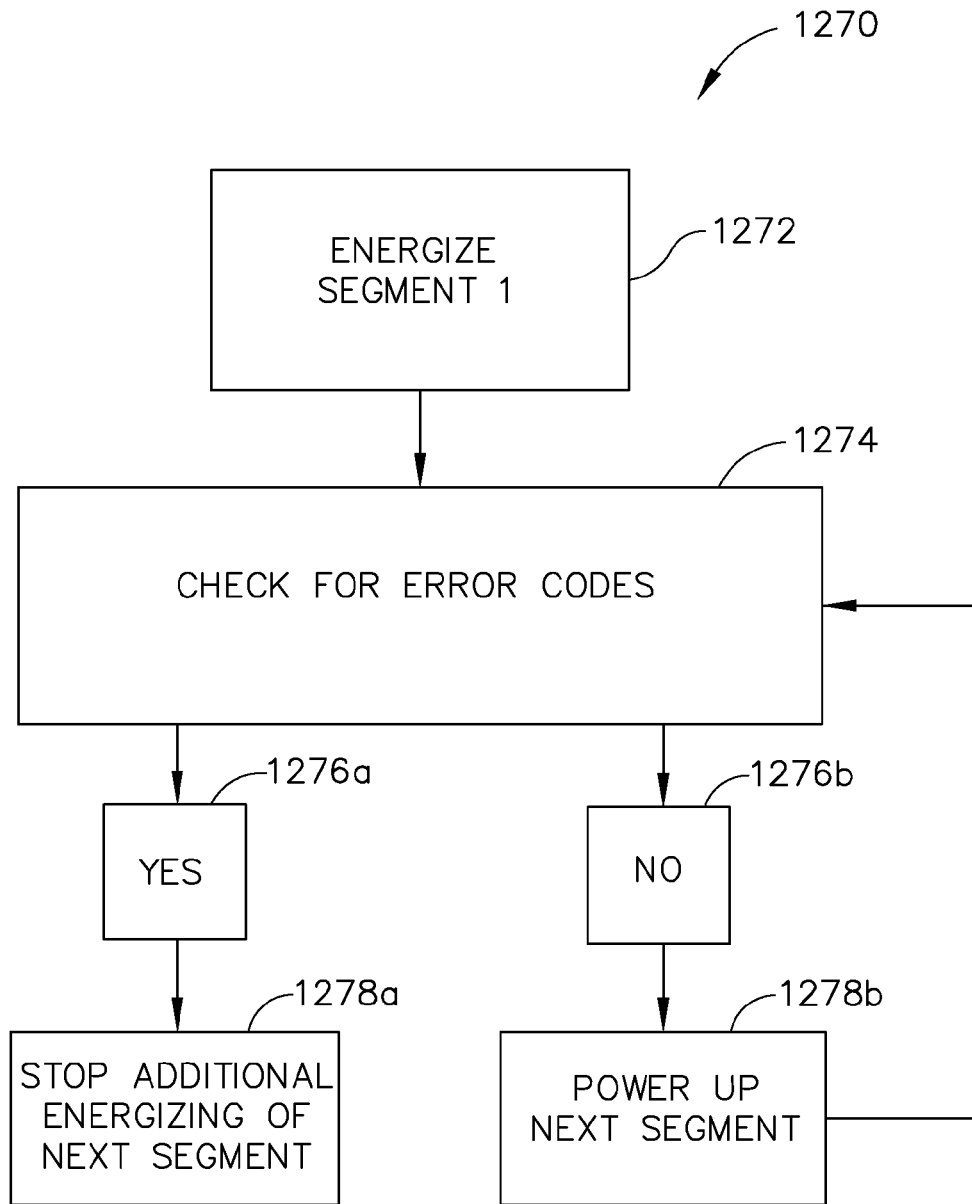 1270
ENERGIZE
SEGMENT 1
1272
1274
CHECK FOR ERROR CODES
1276a
1276b
YES
NO
1278a
1278b
STOP ADDITIONAL
ENERGIZING OF
NEXT SEGMENT
POWER UP
NEXT SEGMENT